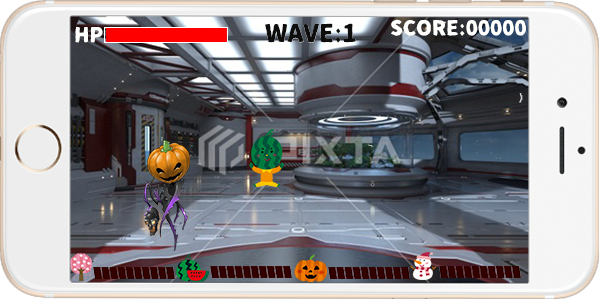 HP
WAVE:1
SCORE:00000
PIXTA